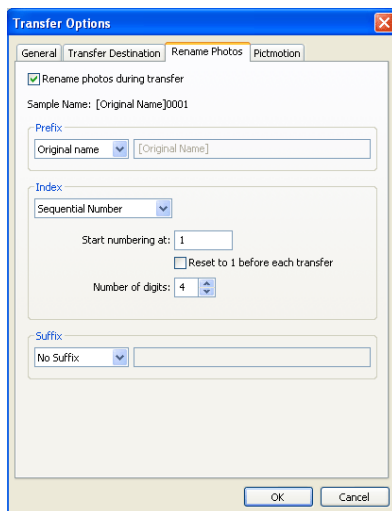 Transfer Options
General Transfer Destination Rename Photos Pictmotion
Rename photos during transfer
Sample Name: [Original Name]0001
Prefix
Original name [Original Name]
Index
Sequential Number
Start numbering at: 1
Reset to 1 before each transfer
Number of digits: 4
Suffix
No Suffix
OK Cancel